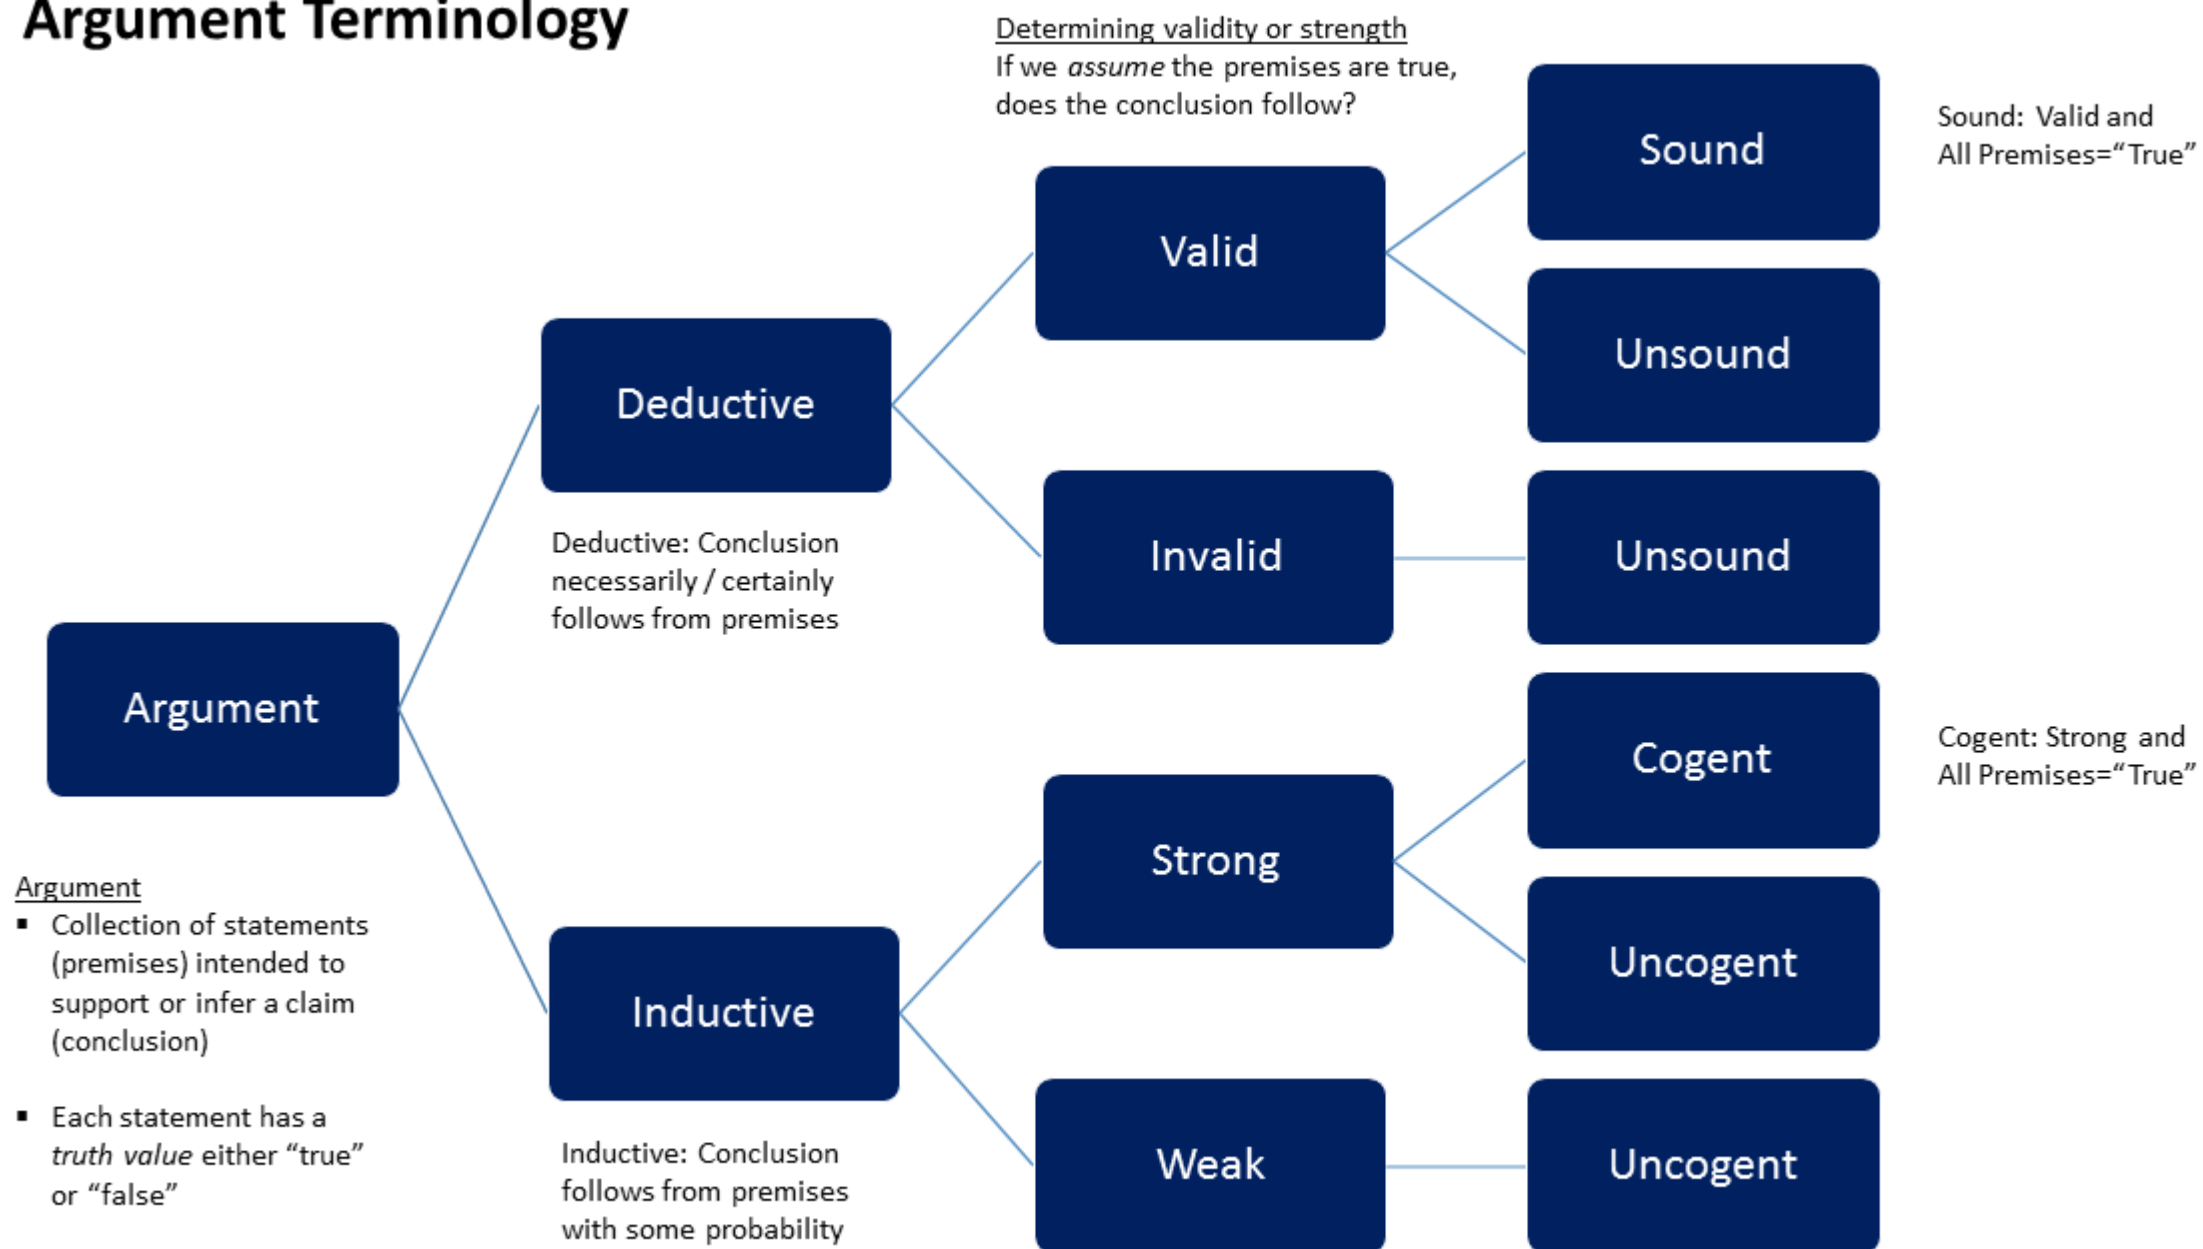 Argument Terminology
Determining validity or strength
If we assume the premises are true,
does the conclusion follow?
Sound
Sound: Valid and
All Premises=“True”
Valid
Unsound
Deductive
Deductive: Conclusion
necessarily / certainly
follows from premises
Invalid
Unsound
Argument
Argument
▪ Collection of statements
(premises) intended to
support or infer a claim
(conclusion)
▪ Each statement has a
truth value either “true”
or “false”
Cogent
Cogent: Strong and
All Premises=“True”
Strong
Uncogent
Inductive
Inductive: Conclusion
follows from premises
with some probability
Weak
Uncogent